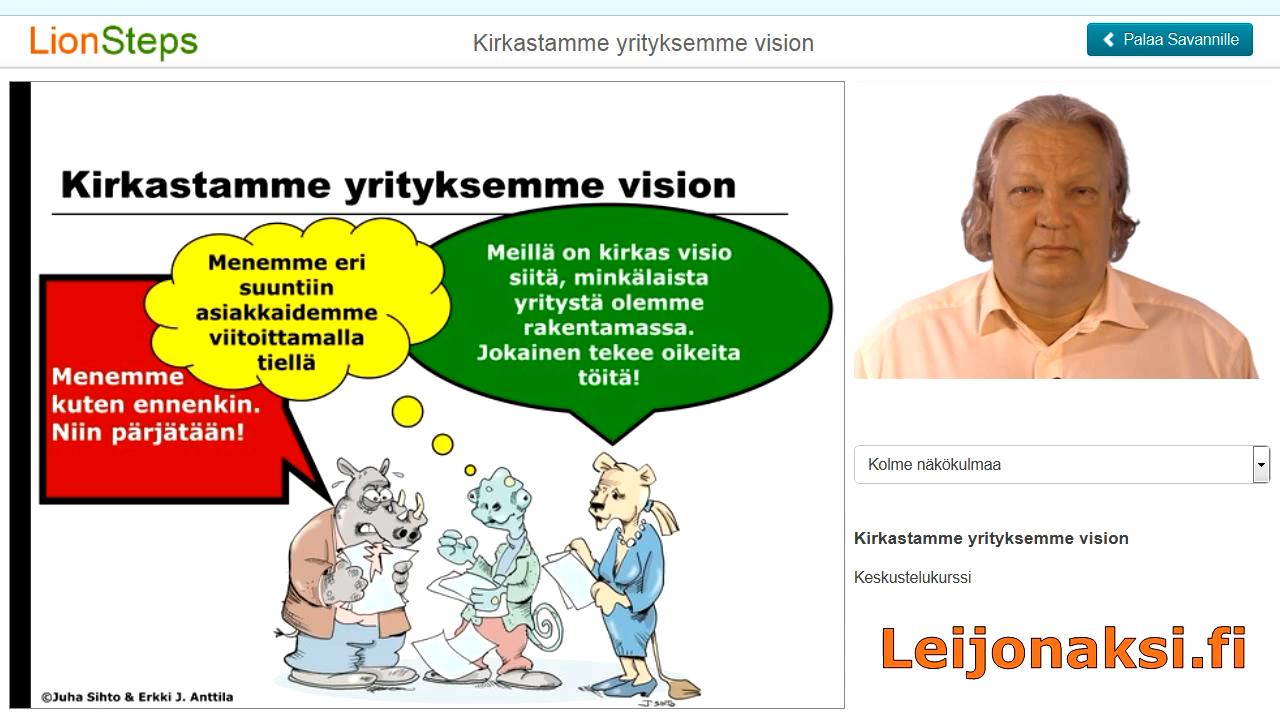 LionSteps
Kirkastamme yrityksemme vision
Palaa Savannille
Kirkastamme yrityksemme vision
Menemme
kuten ennenkin.
Niin pärjätään!
Menemme eri
suuntiin
asiakkaidemme
viitoittamalla
tiellä
Meillä on kirkas visio
siitä, minkälaista
yritystä olemme
rakentamassa.
Jokainen tekee oikeita
töitä!
©Juha Sihto & Erkki J. Anttila
J. SIHTO
Kolme näkökulmaa
Kirkastamme yrityksemme vision
Keskustelukurssi
Leijonaksi.fi